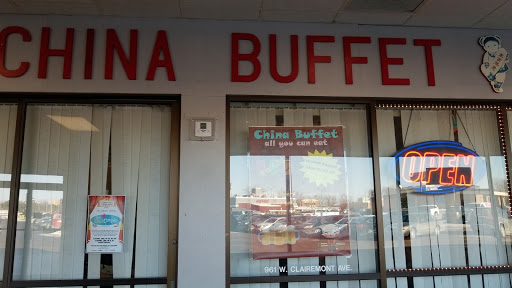 CHINA BUFFET
China Buffet
all you can eat
OPEN
961 W. CLAIREMONT AVE.